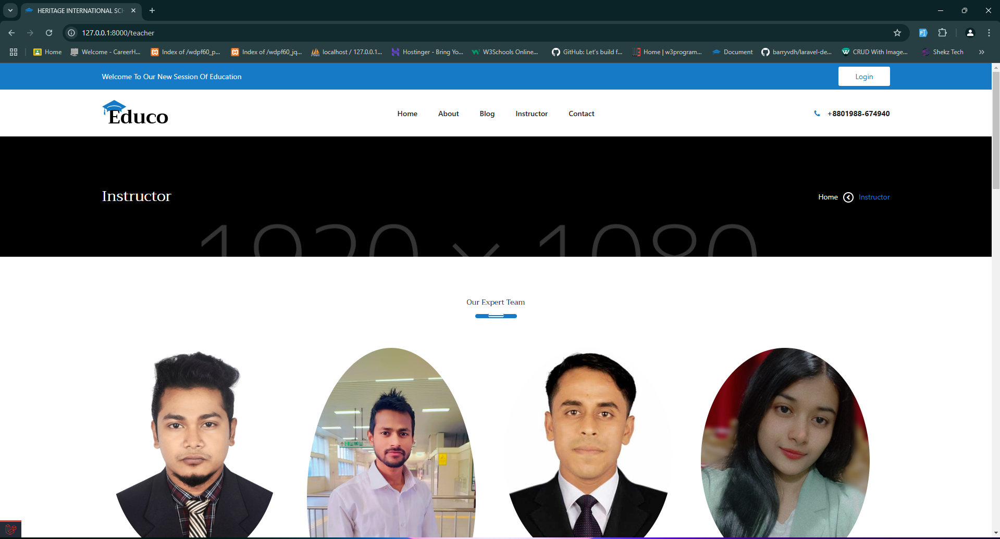 HERITAGE INTERNATIONAL SCH
127.0.0.1:8000/teacher
Home
Welcome - CareerH...
Index of /wdpf60_p...
Index of /wdpf60_jq...
localhost / 127.0.0.1...
Hostinger - Bring Yo...
W3Schools Online...
GitHub: Let's build f...
Home | w3program...
Document
barryvdh/laravel-de...
CRUD With Image...
Shekz Tech
Welcome To Our New Session Of Education
Login
Educo
Home
About
Blog
Instructor
Contact
+8801988-674940
Instructor
Home
Instructor
1920 × 1080
Our Expert Team